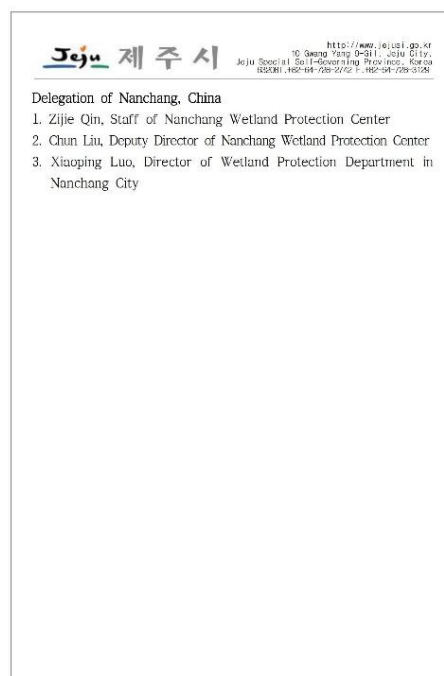 Jeju 제주시
http://www.jejusi.go.kr
10 Gwang Yang 9-Gil, Jeju City,
Jeju Special Self-Governing Province, Korea
Delegation of Nanchang, China
1. Zijie Qin, Staff of Nanchang Wetland Protection Center
2. Chun Liu, Deputy Director of Nanchang Wetland Protection Center
3. Xiaoping Luo, Director of Wetland Protection Department in
Nanchang City